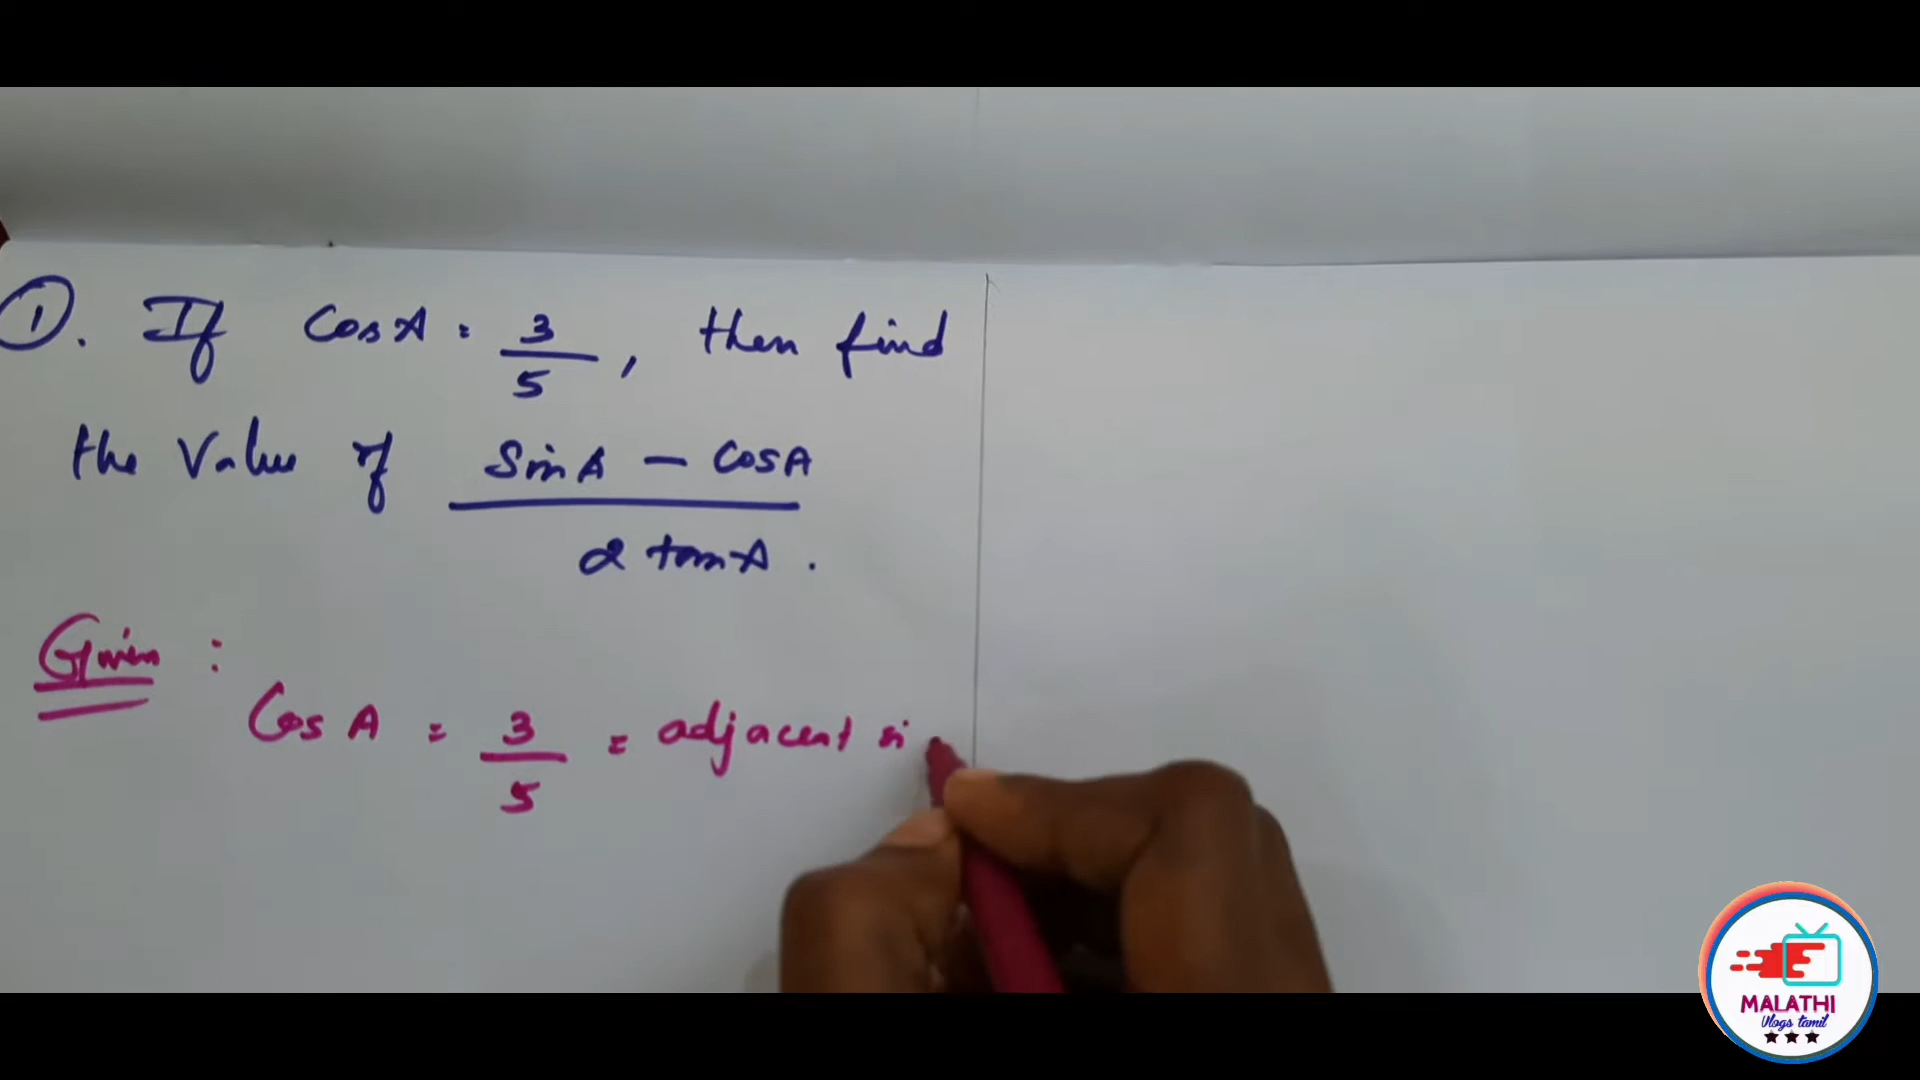 ①. If CosA = 3/5, then find
the Value of SinA - CosA / 2 tanA.
Given :
Cos A = 3/5 = adjacent si
MALATHI
Vlogs tamil